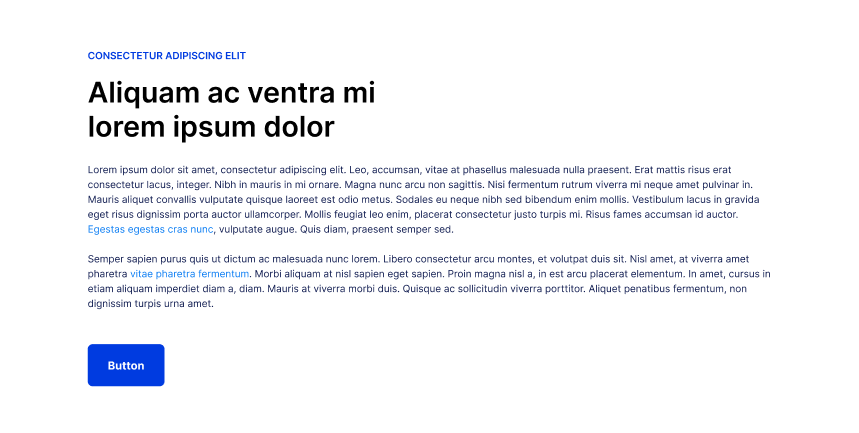 CONSECTETUR ADIPISCING ELIT
Aliquam ac ventra mi
lorem ipsum dolor
Lorem ipsum dolor sit amet, consectetur adipiscing elit. Leo, accumsan, vitae at phasellus malesuada nulla praesent. Erat mattis risus erat
consectetur lacus, integer. Nibh in mauris in mi ornare. Magna nunc arcu non sagittis. Nisi fermentum rutrum viverra mi neque amet pulvinar in.
Mauris aliquet convallis vulputate quisque laoreet est odio metus. Sodales eu neque nibh sed bibendum enim mollis. Vestibulum lacus in gravida
eget risus dignissim porta auctor ullamcorper. Mollis feugiat leo enim, placerat consectetur justo turpis mi. Risus fames accumsan id auctor.
Egestas egestas cras nunc, vulputate augue. Quis diam, praesent semper sed.
Semper sapien purus quis ut dictum ac malesuada nunc lorem. Libero consectetur arcu montes, et volutpat duis sit. Nisl amet, at viverra amet
pharetra vitae pharetra fermentum. Morbi aliquam at nisl sapien eget sapien. Proin magna nisl a, in est arcu placerat elementum. In amet, cursus in
etiam aliquam imperdiet diam a, diam. Mauris at viverra morbi duis. Quisque ac sollicitudin viverra porttitor. Aliquet penatibus fermentum, non
dignissim turpis urna amet.
Button